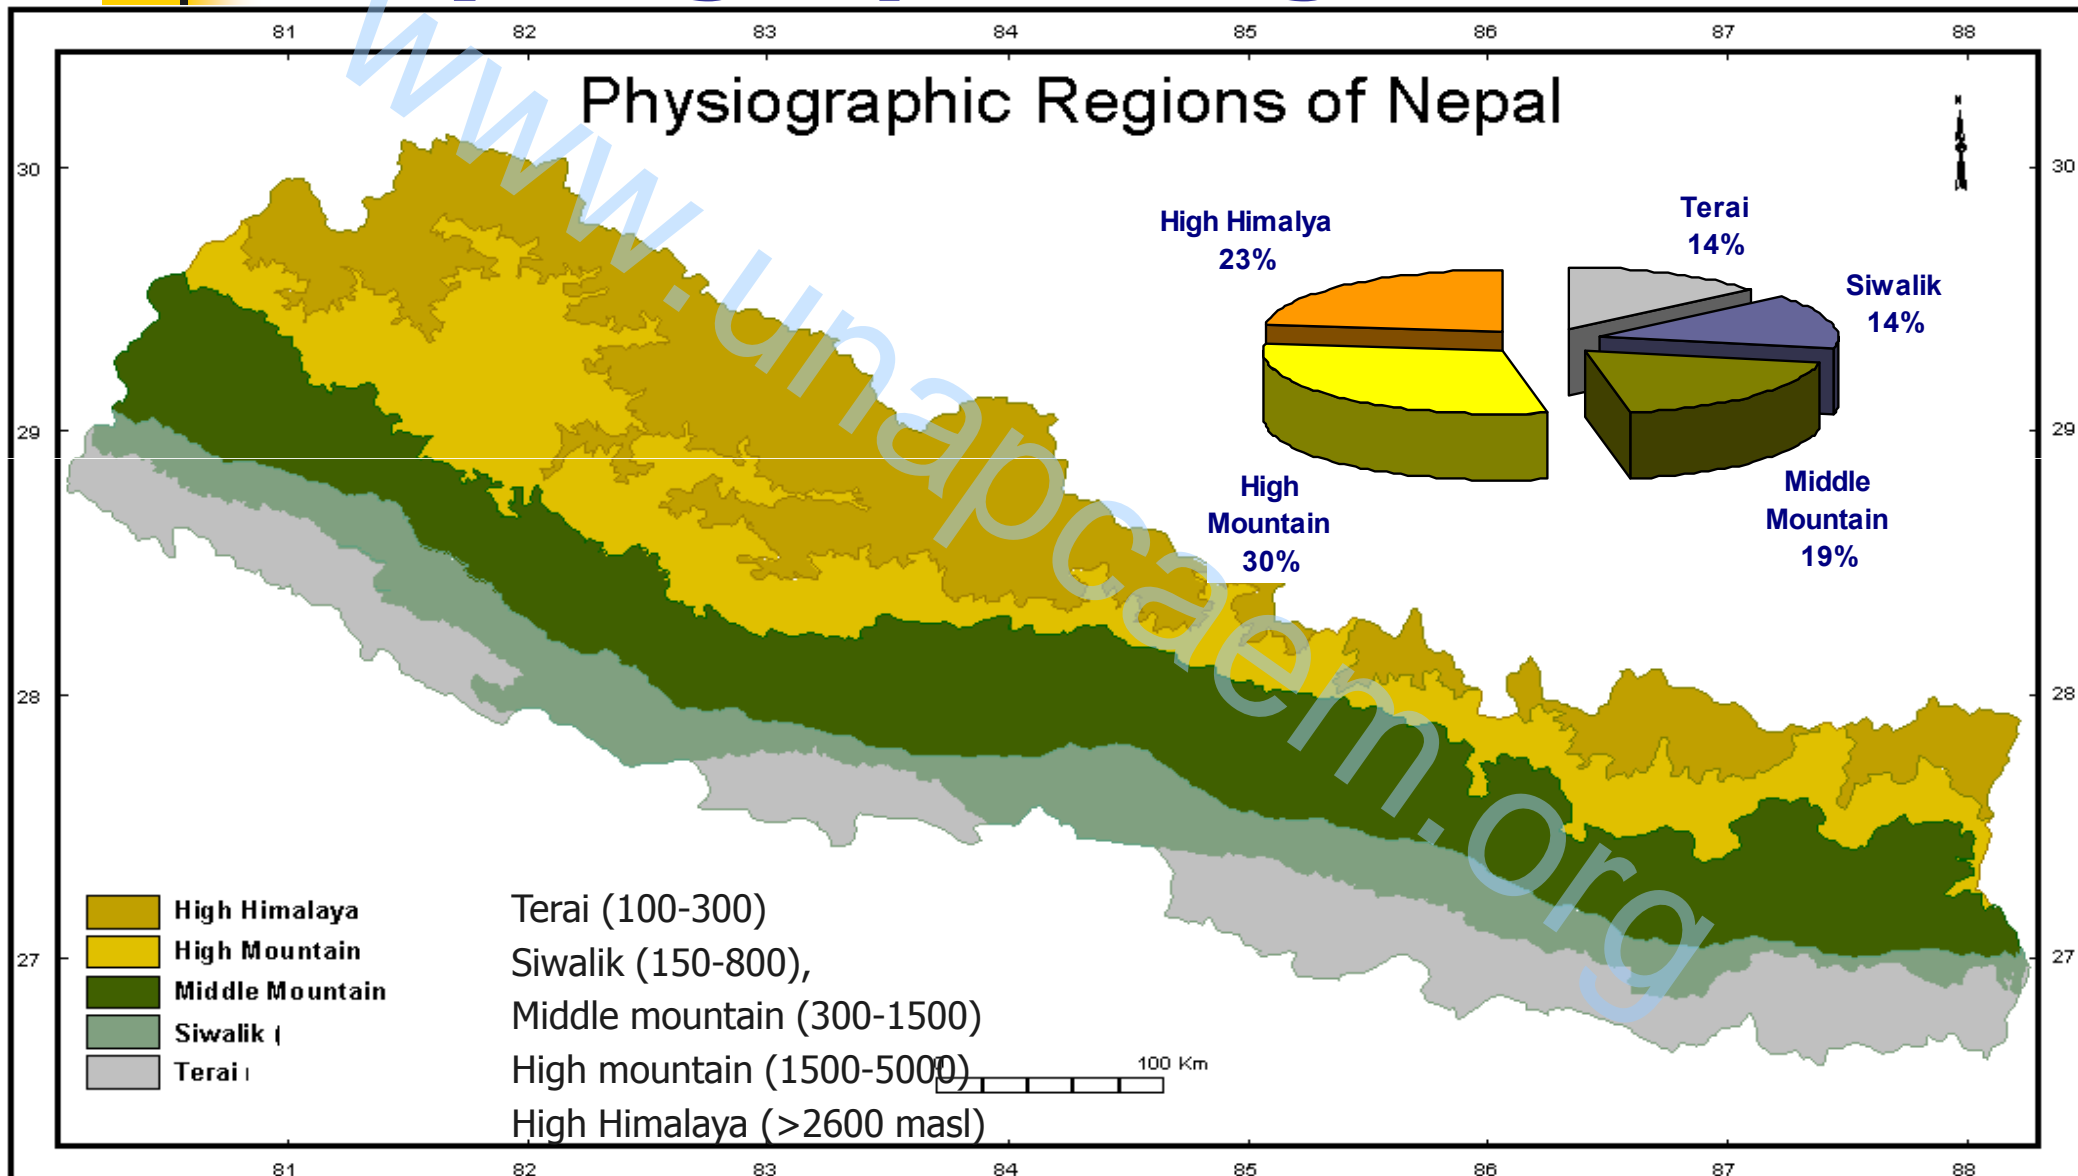 81 82 83 84 85 86 87 88
Physiographic Regions of Nepal
N
30 30
High Himalya
23%
Terai
14%
Siwalik
14%
29 29
High
Mountain
30%
Middle
Mountain
19%
28 28
27 27
High Himalaya
High Mountain
Middle Mountain
Siwalik (
Terai
Terai (100-300)
Siwalik (150-800),
Middle mountain (300-1500)
High mountain (1500-5000)
High Himalaya (>2600 masl)
0 100 Km
81 82 83 84 85 86 87 88
www.unapcaem.org